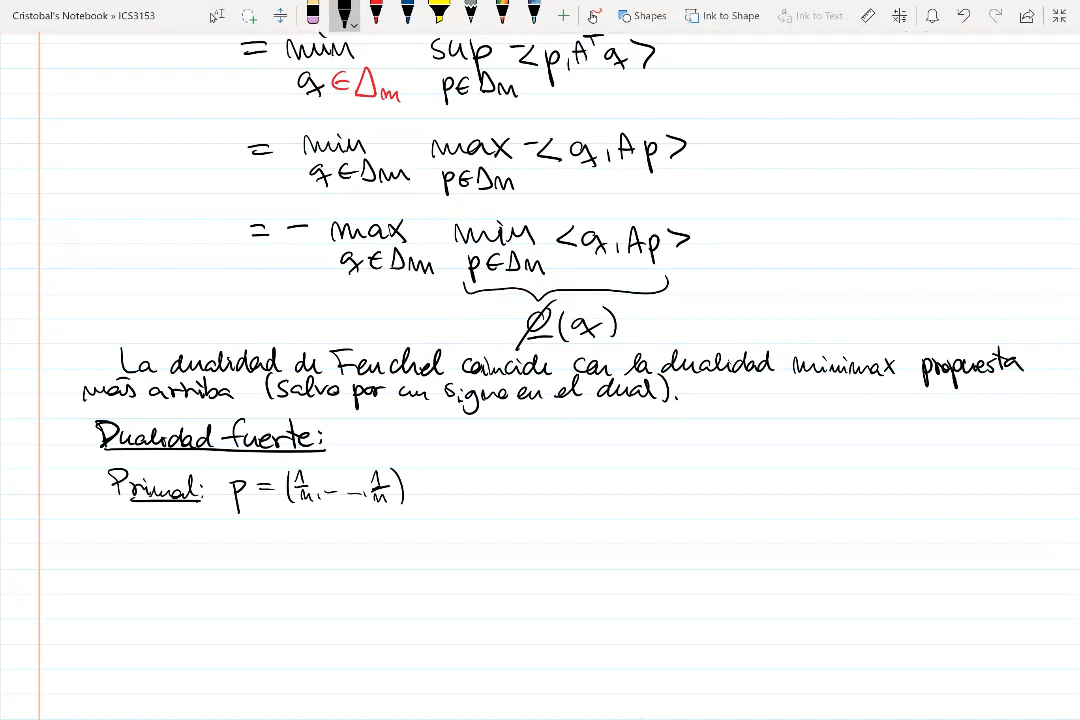 Cristobal's Notebook » ICS3153
Shapes
Ink to Shape
Ink to Text
= min sup -<p, Aᵀq>
q ∈ Δm p ∈ Δn
= min max -<q, Ap>
q ∈ Δm p ∈ Δn
= - max min <q, Ap>
q ∈ Δm p ∈ Δn
φ(q)
La dualidad de Fenchel coincide con la dualidad minimax propuesta
más arriba (salvo por un signo en el dual).
Dualidad fuerte:
Primal: p = (1/n, - -, 1/n)